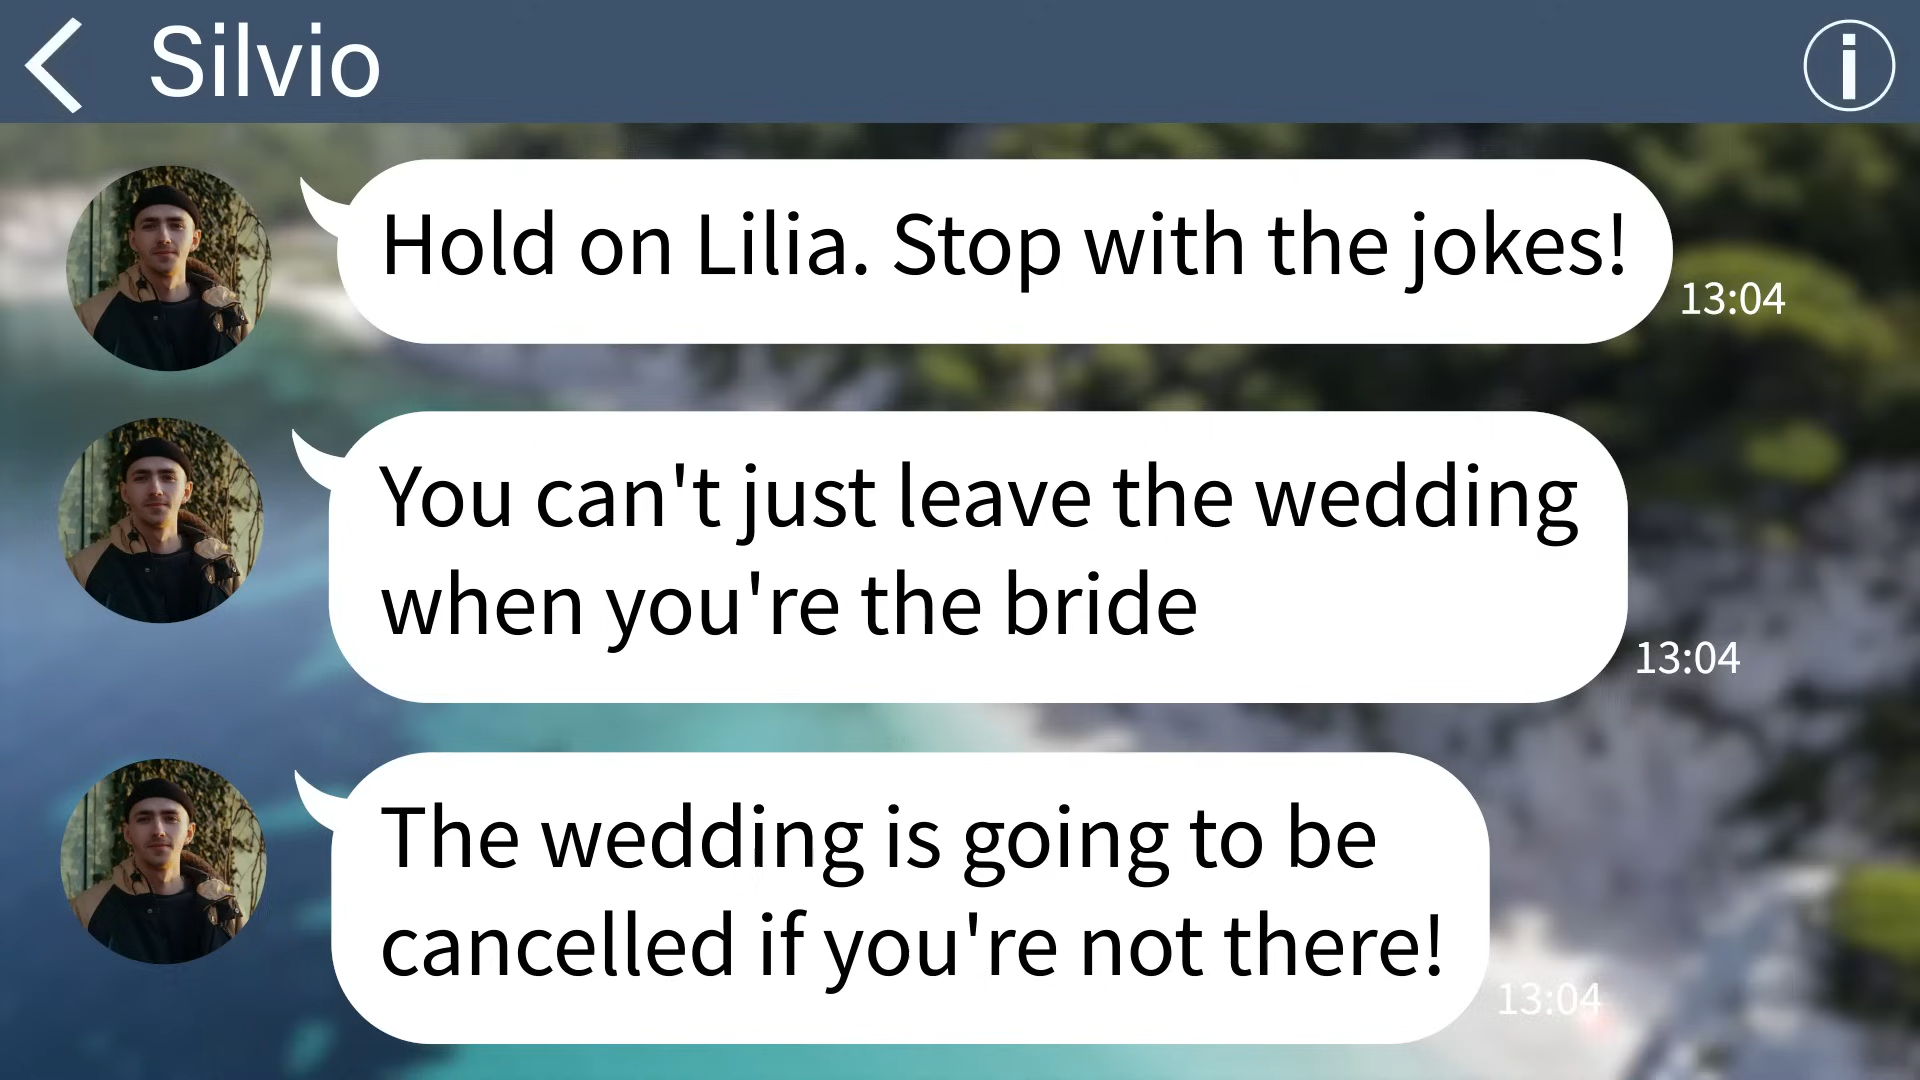 Silvio
Hold on Lilia. Stop with the jokes!
13:04
You can't just leave the wedding
when you're the bride
13:04
The wedding is going to be
cancelled if you're not there!
13:04